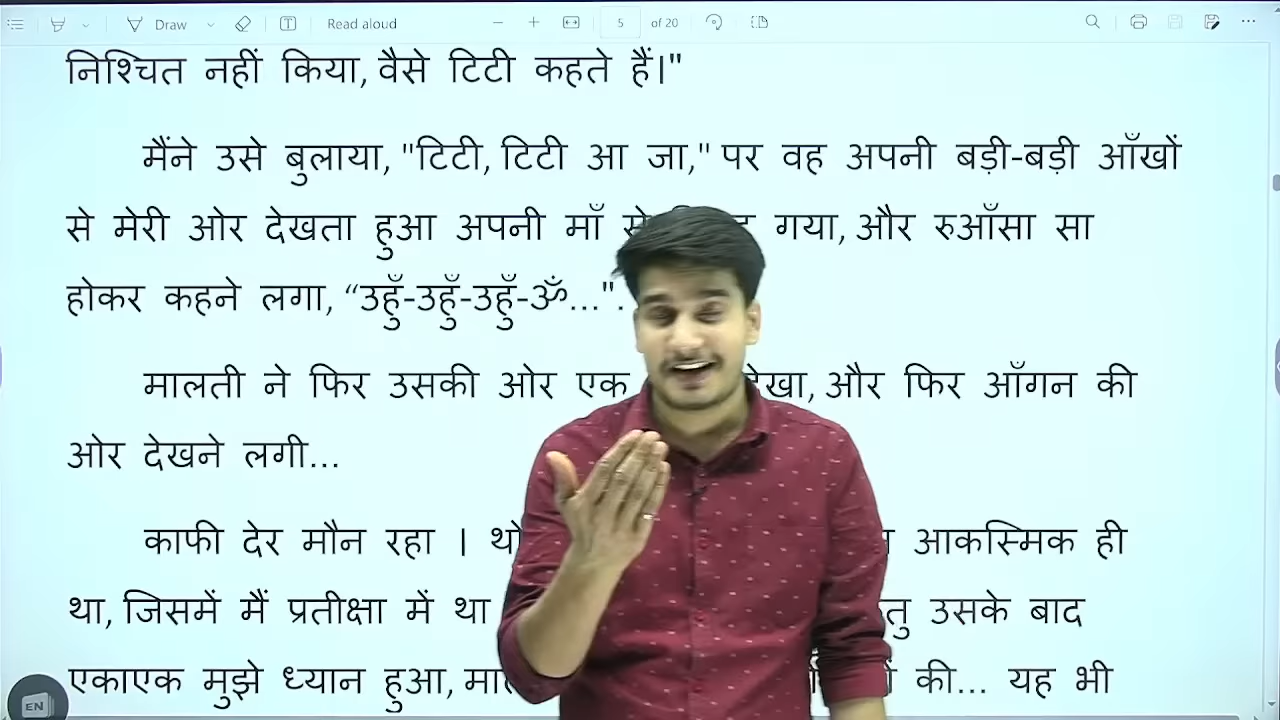 Draw
Read aloud
5
of 20
निश्चित नहीं किया, वैसे टिटी कहते हैं।"
मैंने उसे बुलाया, "टिटी, टिटी आ जा," पर वह अपनी बड़ी-बड़ी आँखों
से मेरी ओर देखता हुआ अपनी माँ गया, और रुआँसा सा
होकर कहने लगा, “उहुँ-उहुँ-उहुँ-ॐ...".
मालती ने फिर उसकी ओर एक देखा, और फिर आँगन की
ओर देखने लगी...
काफी देर मौन रहा । आकस्मिक ही
था, जिसमें मैं प्रतीक्षा में था उसके बाद
एकाएक मुझे ध्यान हुआ, की... यह भी
EN